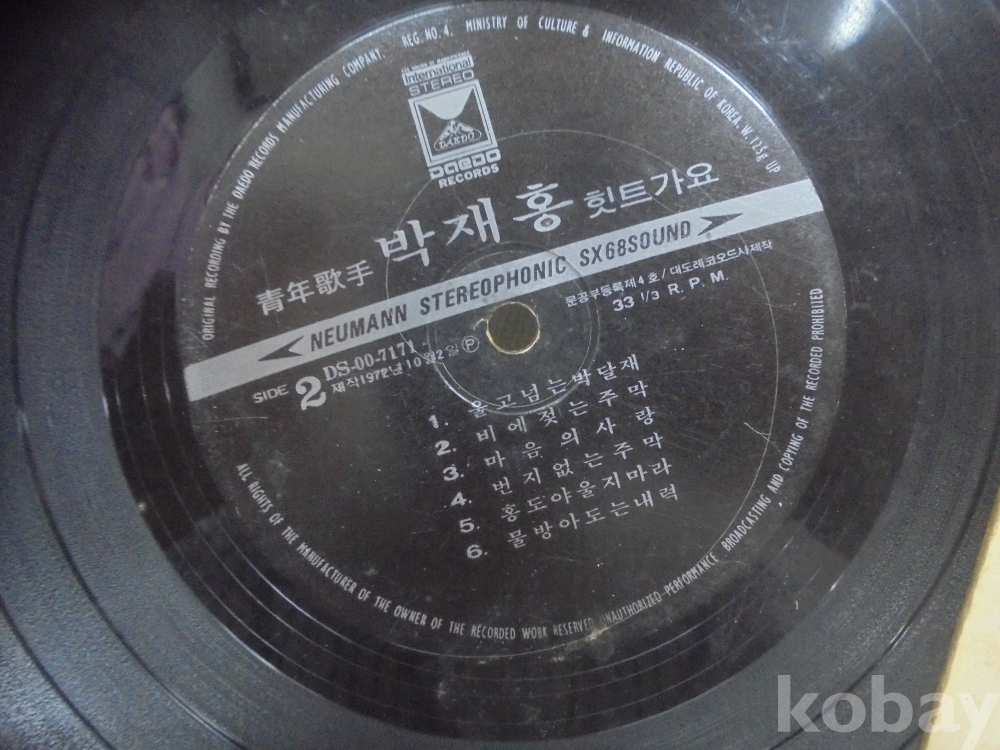 ORIGINAL RECORDING BY THE DAEDO RECORDS MANUFACTURING COMPANY. REG. NO. 4. MINISTRY OF CULTURE & INFORMATION REPUBLIC OF KOREA. W. 125g UP
International
STEREO
DAEDO
DAEDO
RECORDS
靑年歌手 박재홍 힛트가요
NEUMANN STEREOPHONIC SX68SOUND
문공부등록제4호/대도레코오드사제작
33 1/3 R. P. M.
SIDE 2 DS-00-7171
제작1972년10월2일 Ⓟ
1. 울고넘는박달재
2. 비에젖는주막
3. 마음의사랑
4. 번지없는주막
5. 홍도야울지마라
6. 물방아도는내력
ALL RIGHTS OF THE MANUFACTURER OF THE OWNER OF THE RECORDED WORK RESERVED UNAUTHORIZED PERFORMANCE BROADCASTING AND COPYING OF THE RECORDED PROHIBITED
kobay